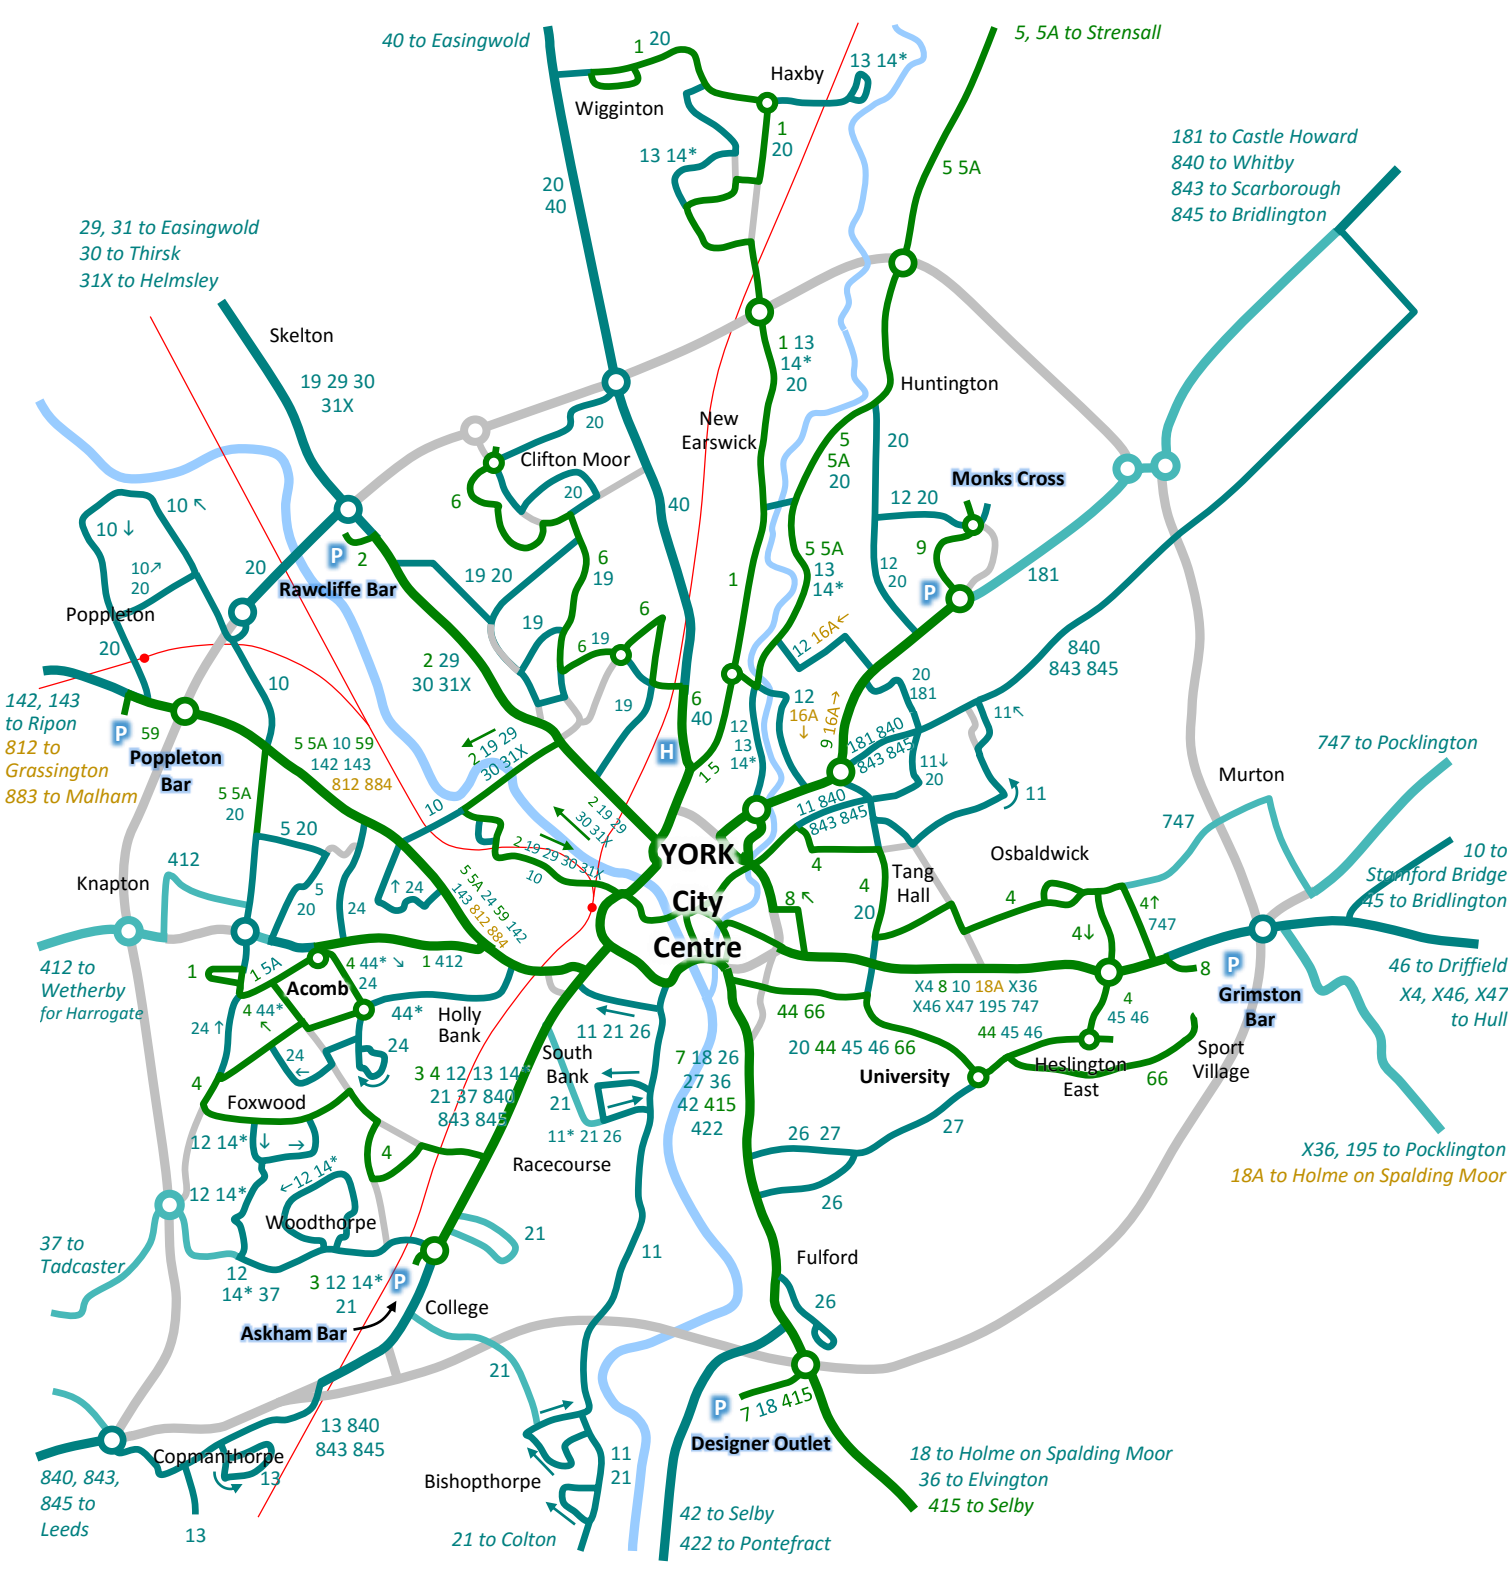 40 to Easingwold
1 20
Haxby
13 14*
5, 5A to Strensall
Wigginton
1
20
13 14*
5 5A
181 to Castle Howard
840 to Whitby
843 to Scarborough
845 to Bridlington
20
40
29, 31 to Easingwold
30 to Thirsk
31X to Helmsley
Skelton
19 29 30
31X
1 13
14*
20
Huntington
New
Earswick
20
Clifton Moor
20
6
40
5
5A
20
20
Monks Cross
12 20
9
P
181
10 ↖
10 ↓
10↗
20
Poppleton
20
20
P
2
Rawcliffe Bar
19 20
6
19
19
6
6 19
19
1
5 5A
13
14*
12
20
12 16A←
840
843 845
20
181
10
2 29
30 31X
6
40
H
12
13
14*
12
16A
↓
9 16A→
181 840
843 845
11↖
11↓
20
11
142, 143
to Ripon
812 to
Grassington
883 to Malham
P
59
Poppleton
Bar
5 5A 10 59
142 143
812 884
5 5A
20
2 19 29
30 31X
10
2 19 29
30 31X
2 19 29 30 31X
10
1 5
11 840
843 845
747 to Pocklington
Murton
747
5 20
412
Knapton
5
20
24
↑ 24
5 5A 24 59 142
143 812 884
YORK
City
Centre
4
8 ↖
4
20
Tang
Hall
Osbaldwick
4
4↑
747
4↓
10 to
Stamford Bridge
45 to Bridlington
412 to
Wetherby
for Harrogate
1
1 5A
4 44* ↘
24
1 412
Acomb
4 44*
↖
44*
Holly
Bank
24 ↑
24
←
24
4
Foxwood
X4 8 10 18A X36
X46 X47 195 747
44 66
8
P
Grimston
Bar
46 to Driffield
X4, X46, X47
to Hull
4
45 46
44 45 46
20 44 45 46 66
University
Heslington
East
66
Sport
Village
11 21 26
South
Bank
21
11* 21 26
3 4 12 13 14*
21 37 840
843 845
7 18 26
27 36
42 415
422
12 14*
↓ →
←12 14*
12 14*
Woodthorpe
4
Racecourse
26 27
27
26
X36, 195 to Pocklington
18A to Holme on Spalding Moor
37 to
Tadcaster
12
14* 37
3 12 14*
21
P
21
College
Askham Bar
11
Fulford
26
21
P
7 18 415
Designer Outlet
13 840
843 845
Copmanthorpe
13
13
840, 843,
845 to
Leeds
11
21
Bishopthorpe
21 to Colton
42 to Selby
422 to Pontefract
18 to Holme on Spalding Moor
36 to Elvington
415 to Selby